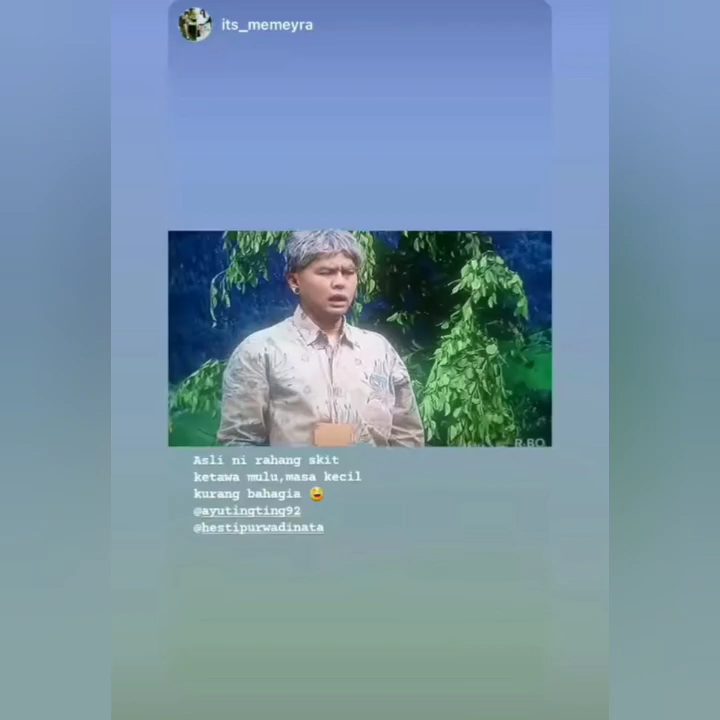 its_memeyra
R.BO
Asli ni rahang skit
ketawa mulu,masa kecil
kurang bahagia 😆
@ayutingting92
@hestipurwadinata